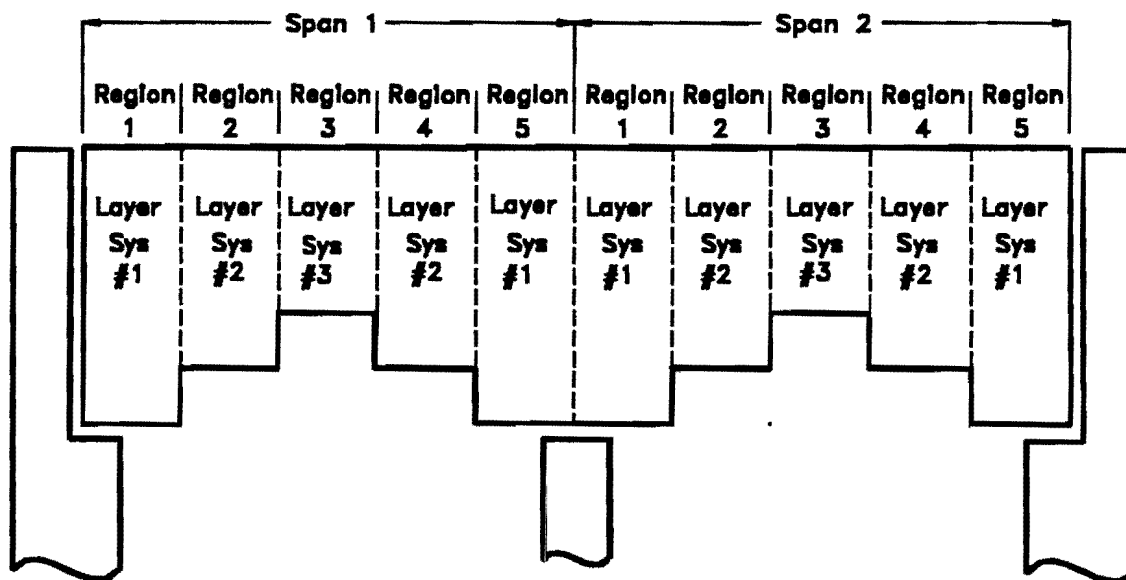 Span 1 Span 2
Region Region Region Region Region Region Region Region Region Region
1 2 3 4 5 1 2 3 4 5
Layer Layer Layer Layer Layer Layer Layer Layer Layer Layer
Sys Sys Sys Sys Sys Sys Sys Sys Sys Sys
#1 #2 #3 #2 #1 #1 #2 #3 #2 #1